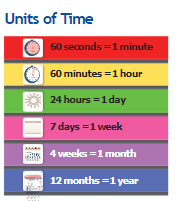 Units of Time
60 seconds = 1 minute
60 minutes = 1 hour
24 hours = 1 day
7 days = 1 week
4 weeks = 1 month
12 months = 1 year